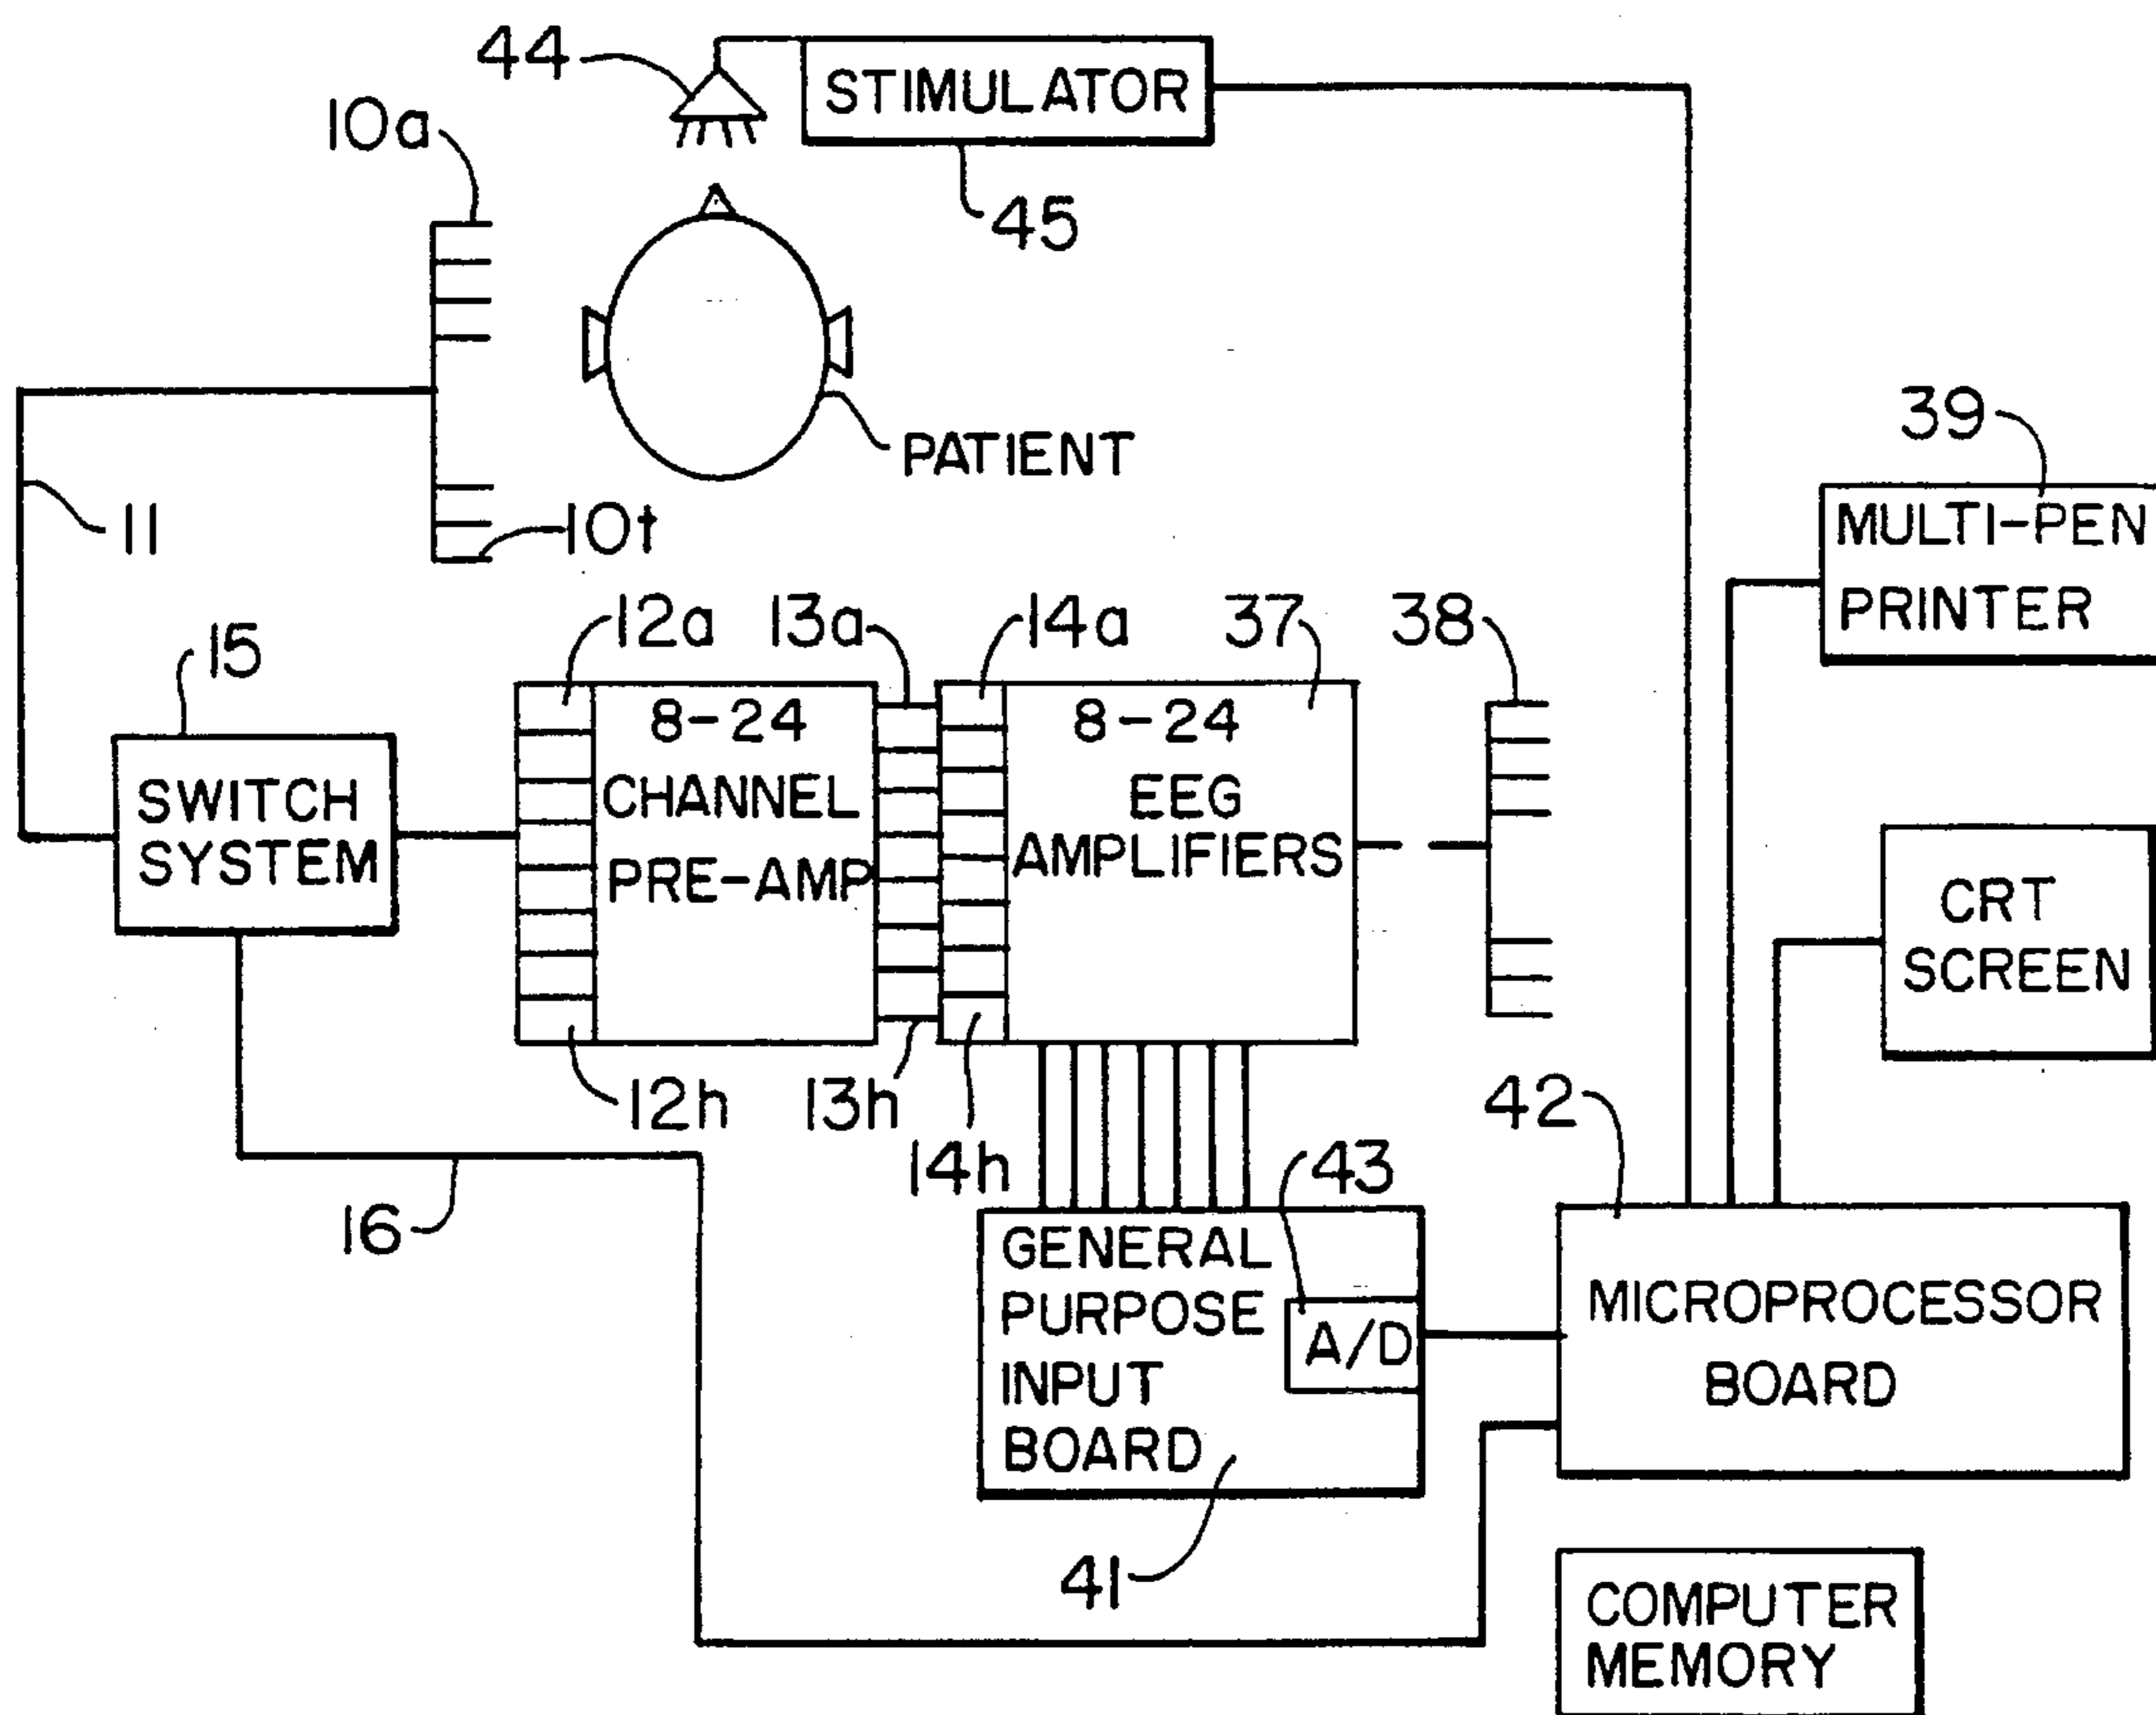 44
STIMULATOR
10a
45
PATIENT
39
MULTI-PEN
PRINTER
11
10t
15
12a
13a
14a
37
38
SWITCH
SYSTEM
8-24
CHANNEL
PRE-AMP
8-24
EEG
AMPLIFIERS
CRT
SCREEN
12h
13h
14h
42
16
43
GENERAL
PURPOSE
INPUT
BOARD
A/D
MICROPROCESSOR
BOARD
41
COMPUTER
MEMORY